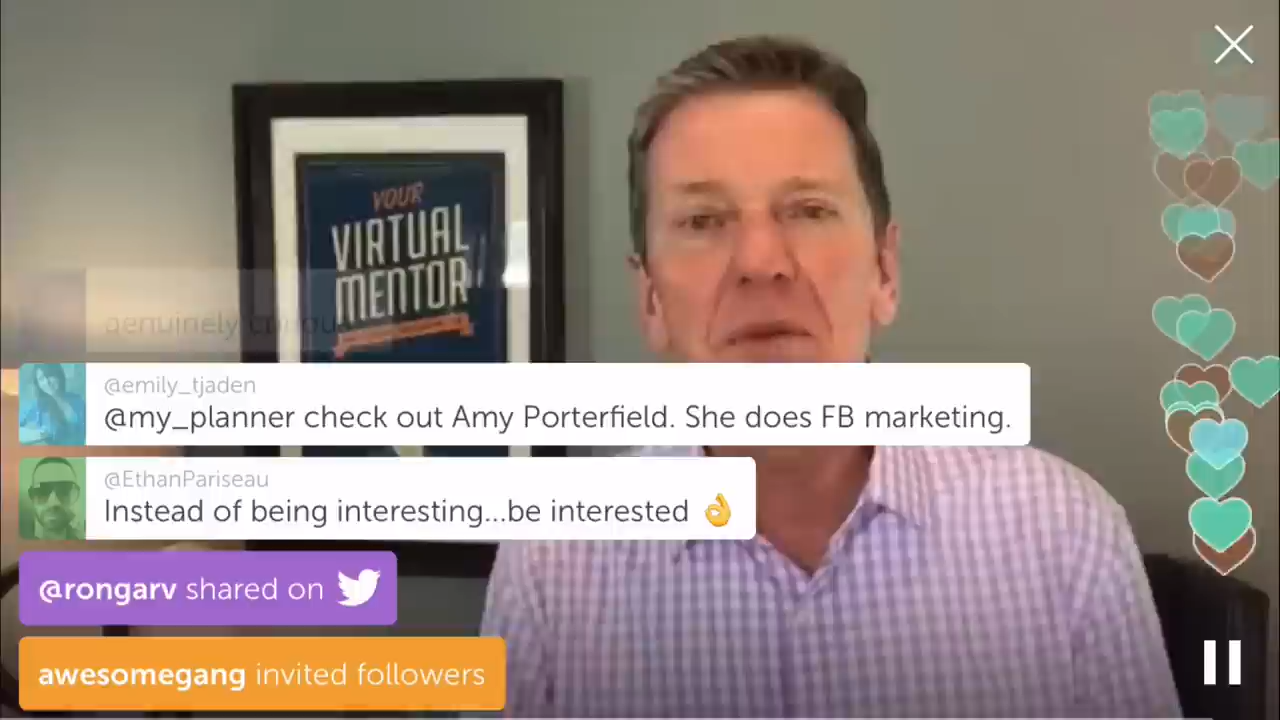 YOUR
VIRTUAL
MENTOR
genuinely
@emily_tjaden
@my_planner check out Amy Porterfield. She does FB marketing.
@EthanPariseau
Instead of being interesting...be interested 👌
@rongarv shared on
awesomegang invited followers